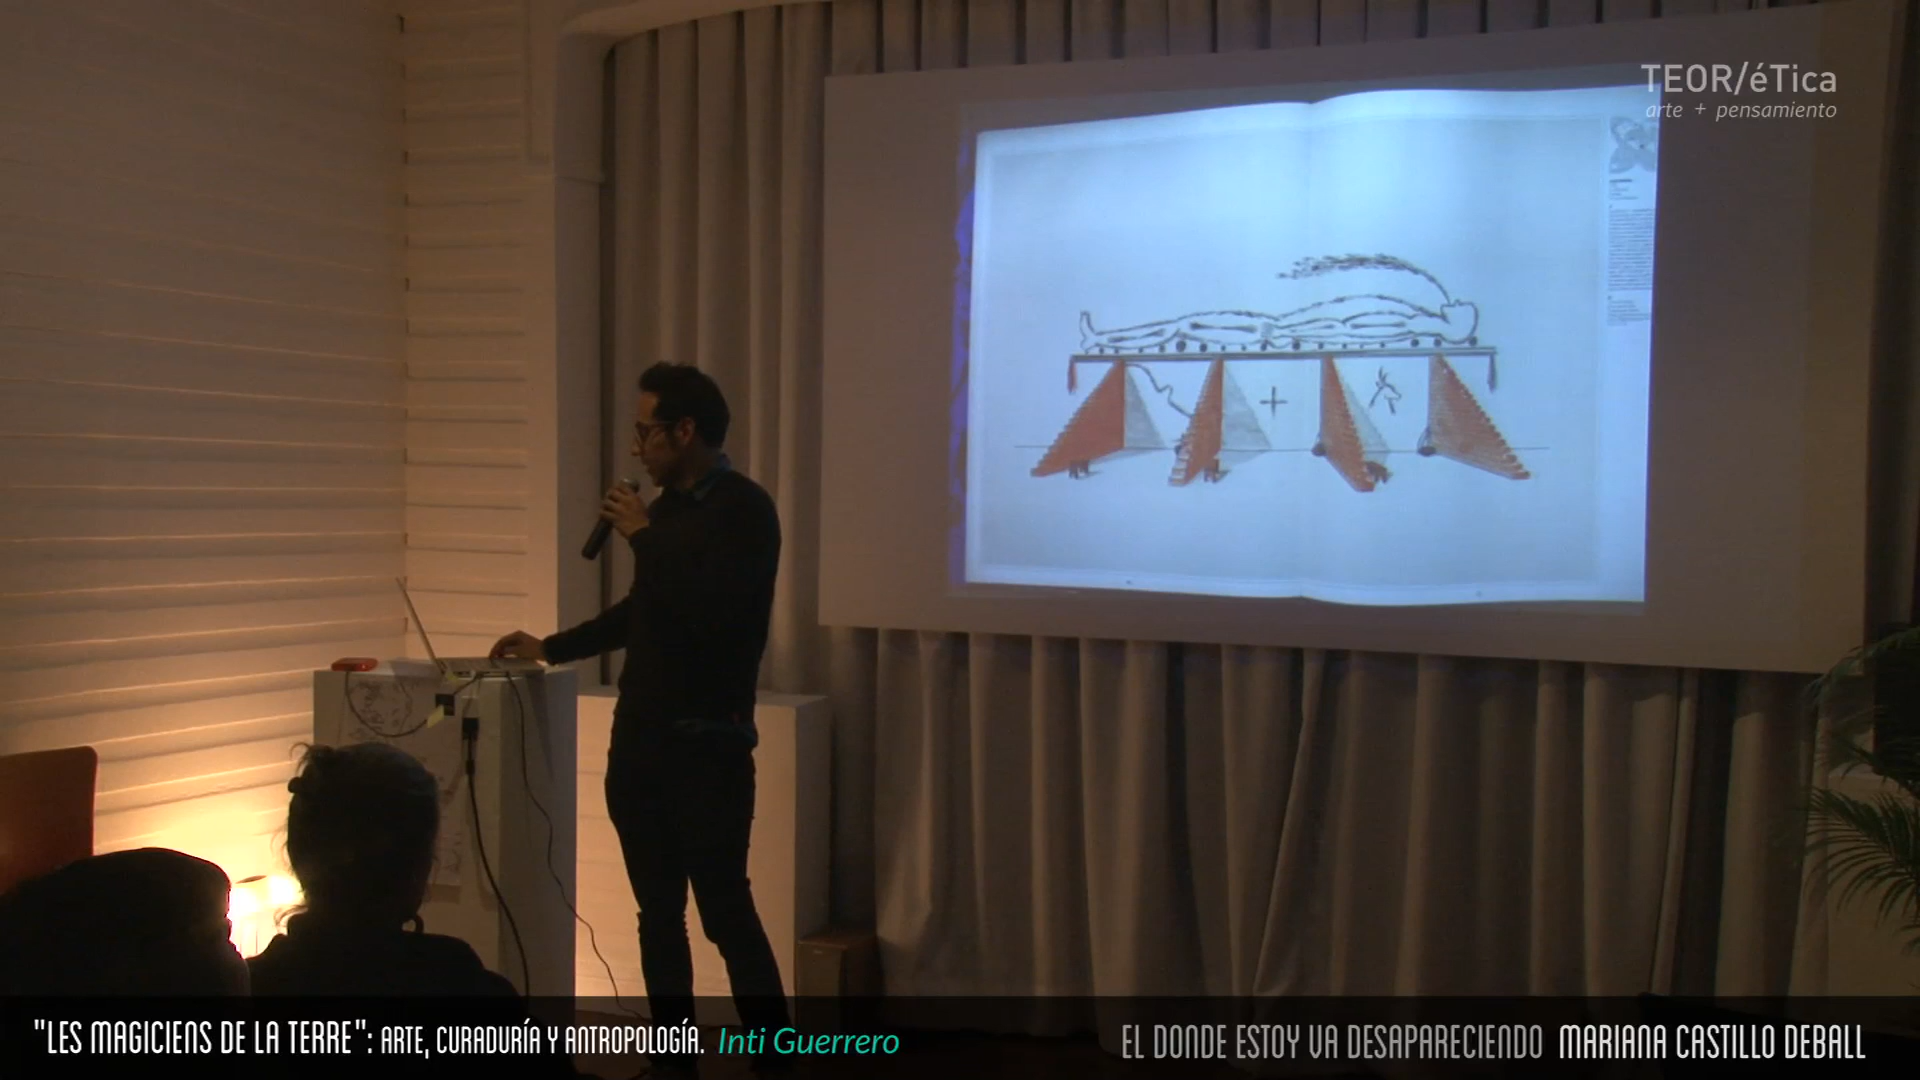 TEOR/éTica
arte + pensamiento
"LES MAGICIENS DE LA TERRE": ARTE, CURADURÍA Y ANTROPOLOGÍA. Inti Guerrero
EL DONDE ESTOY VA DESAPARECIENDO MARIANA CASTILLO DEBALL